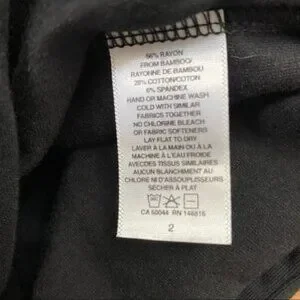 66% RAYON
FROM BAMBOO/
RAYONNE DE BAMBOU
28% COTTON/COTON
6% SPANDEX
HAND OR MACHINE WASH
COLD WITH SIMILAR
FABRICS TOGETHER
NO CHLORINE BLEACH
OR FABRIC SOFTENERS
LAY FLAT TO DRY
LAVER À LA MAIN OU À LA
MACHINE À L'EAU FROIDE
AVEC DES TISSUS SIMILAIRES
AUCUN BLANCHIMENT AU
CHLORE NI D'ASSOUPLISSEURS
SÉCHER À PLAT
CA 50044 RN 148816
2